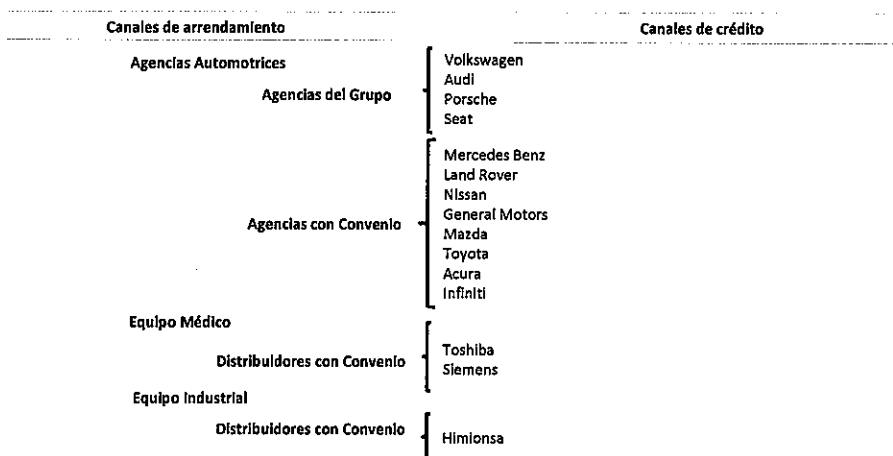 Canales de arrendamiento
Canales de crédito
Agencias Automotrices
Agencias del Grupo
Volkswagen
Audi
Porsche
Seat
Agencias con Convenio
Mercedes Benz
Land Rover
Nissan
General Motors
Mazda
Toyota
Acura
Infiniti
Equipo Médico
Distribuidores con Convenio
Toshiba
Siemens
Equipo Industrial
Distribuidores con Convenio
Himionsa